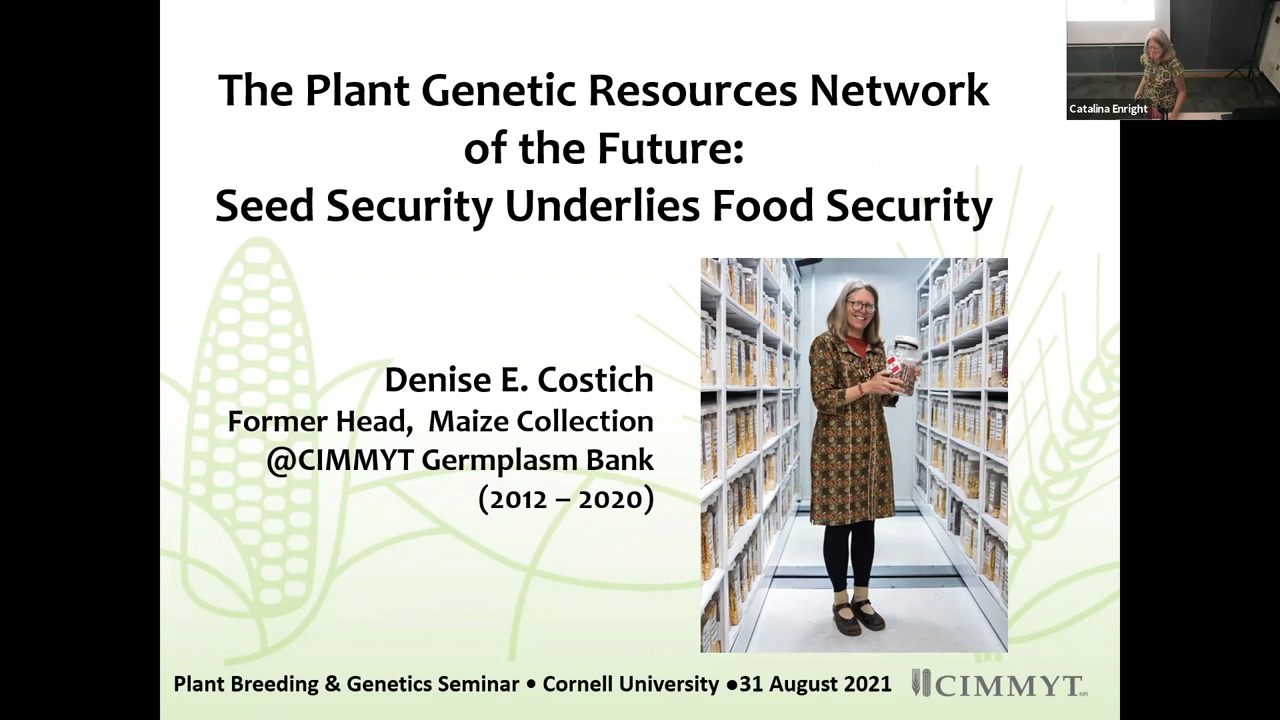 The Plant Genetic Resources Network
of the Future:
Seed Security Underlies Food Security
Catalina Enright
Denise E. Costich
Former Head, Maize Collection
@CIMMYT Germplasm Bank
(2012 – 2020)
Plant Breeding & Genetics Seminar • Cornell University •31 August 2021
CIMMYT MR